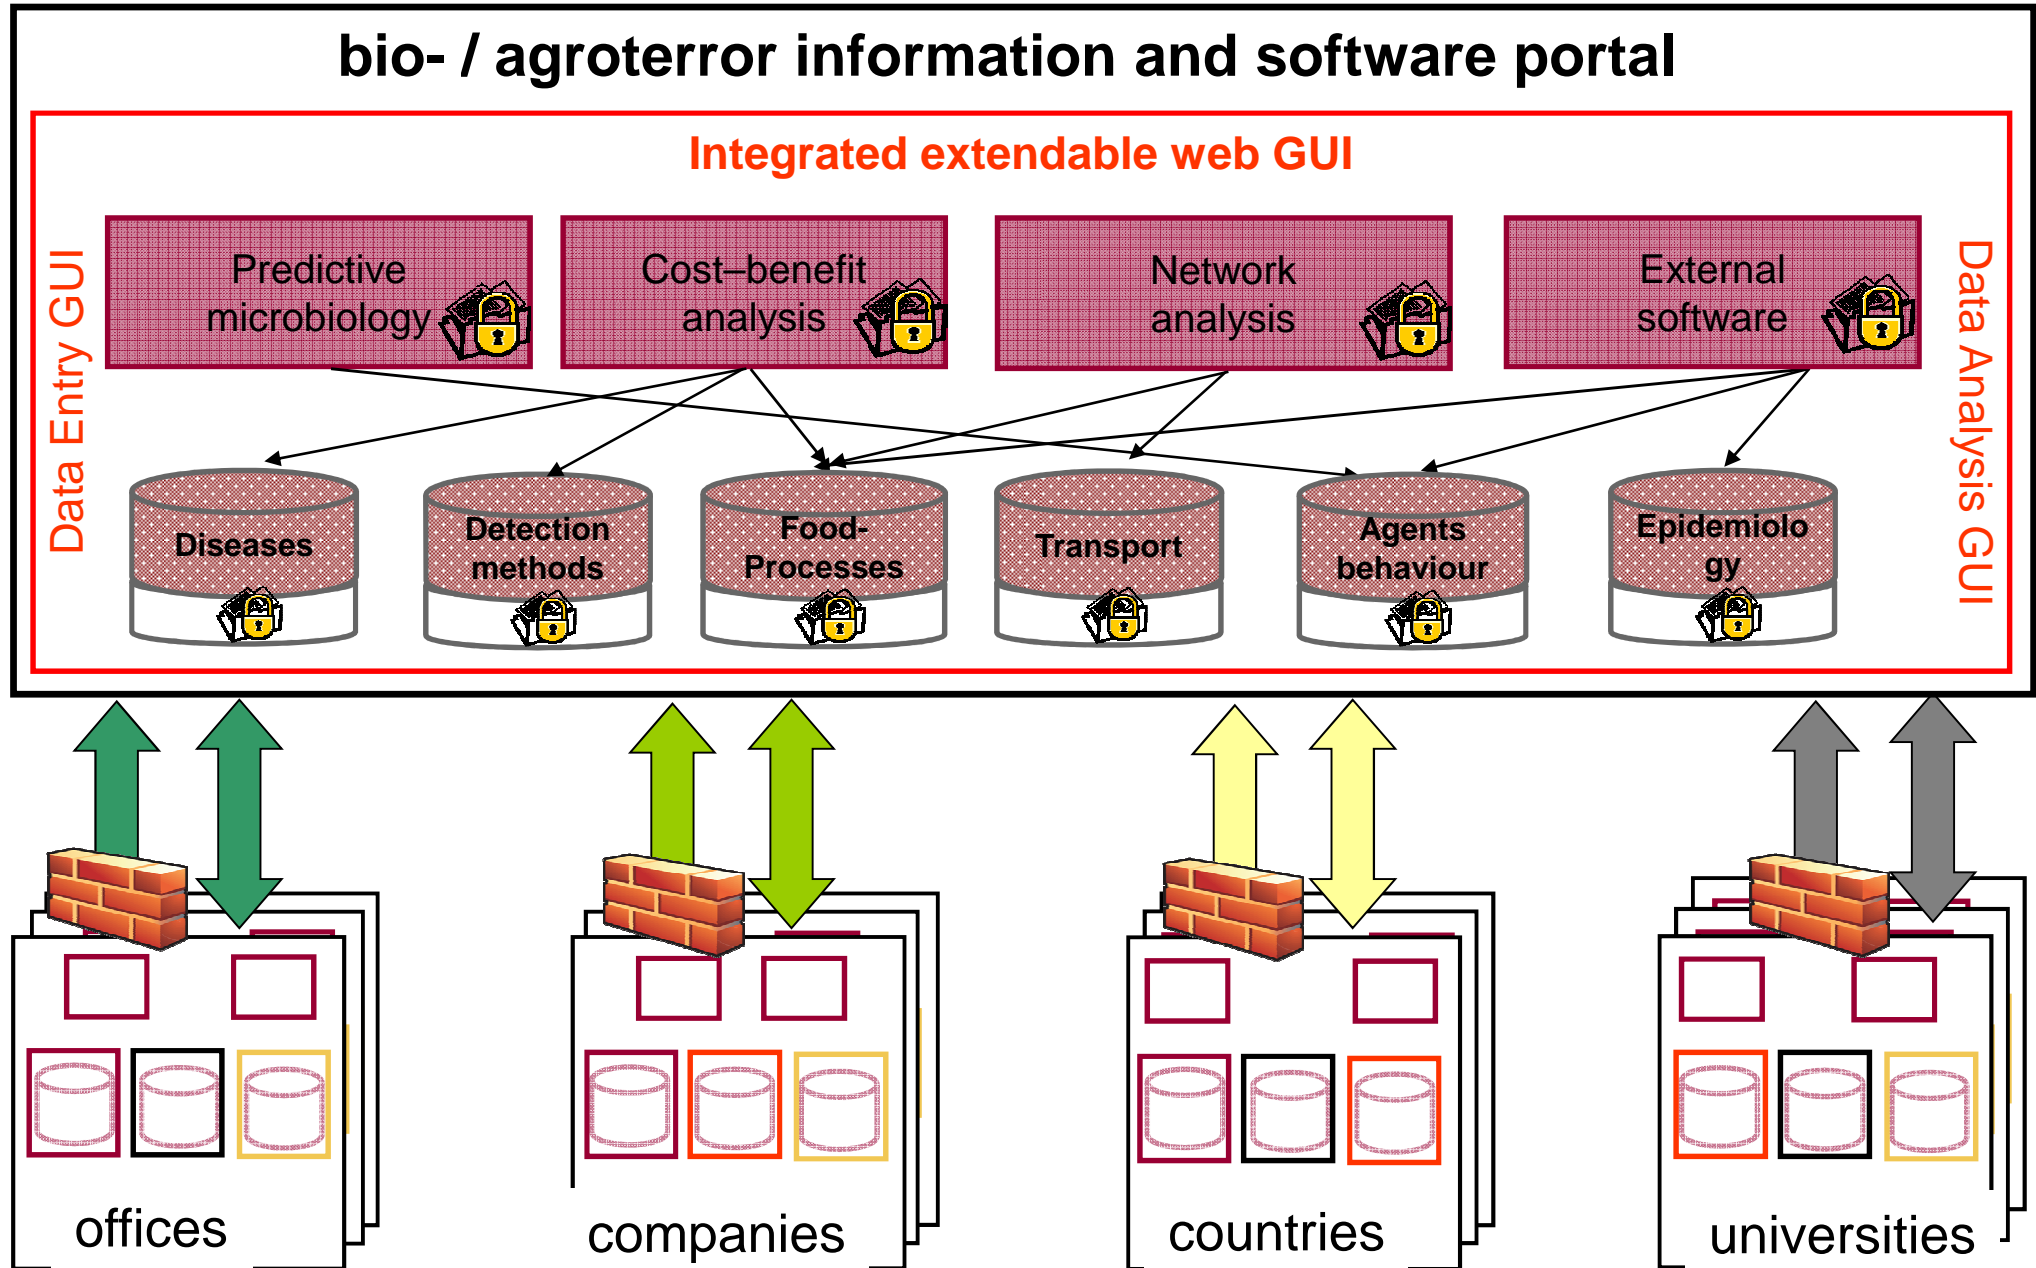 bio- / agroterror information and software portal
Integrated extendable web GUI
Data Entry GUI
Predictive
microbiology
Cost–benefit
analysis
Network
analysis
External
software
Data Analysis GUI
Diseases
Detection
methods
Food-
Processes
Transport
Agents
behaviour
Epidemiolo
gy
offices
companies
countries
universities